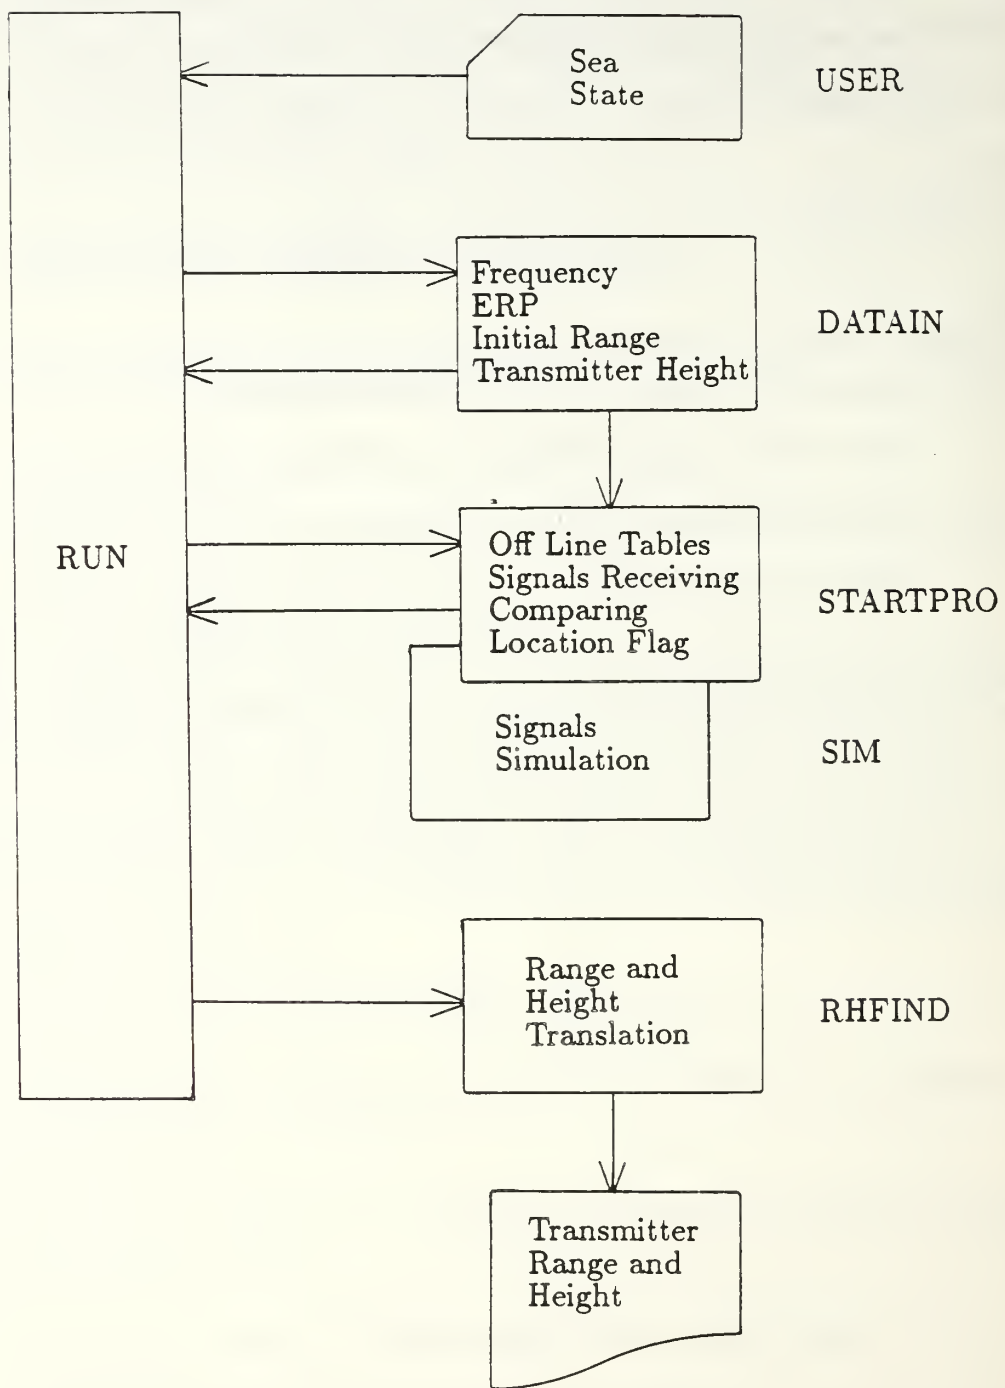 Sea
State
USER
Frequency
ERP
Initial Range
Transmitter Height
DATAIN
RUN
Off Line Tables
Signals Receiving
Comparing
Location Flag
STARTPRO
Signals
Simulation
SIM
Range and
Height
Translation
RHFIND
Transmitter
Range and
Height